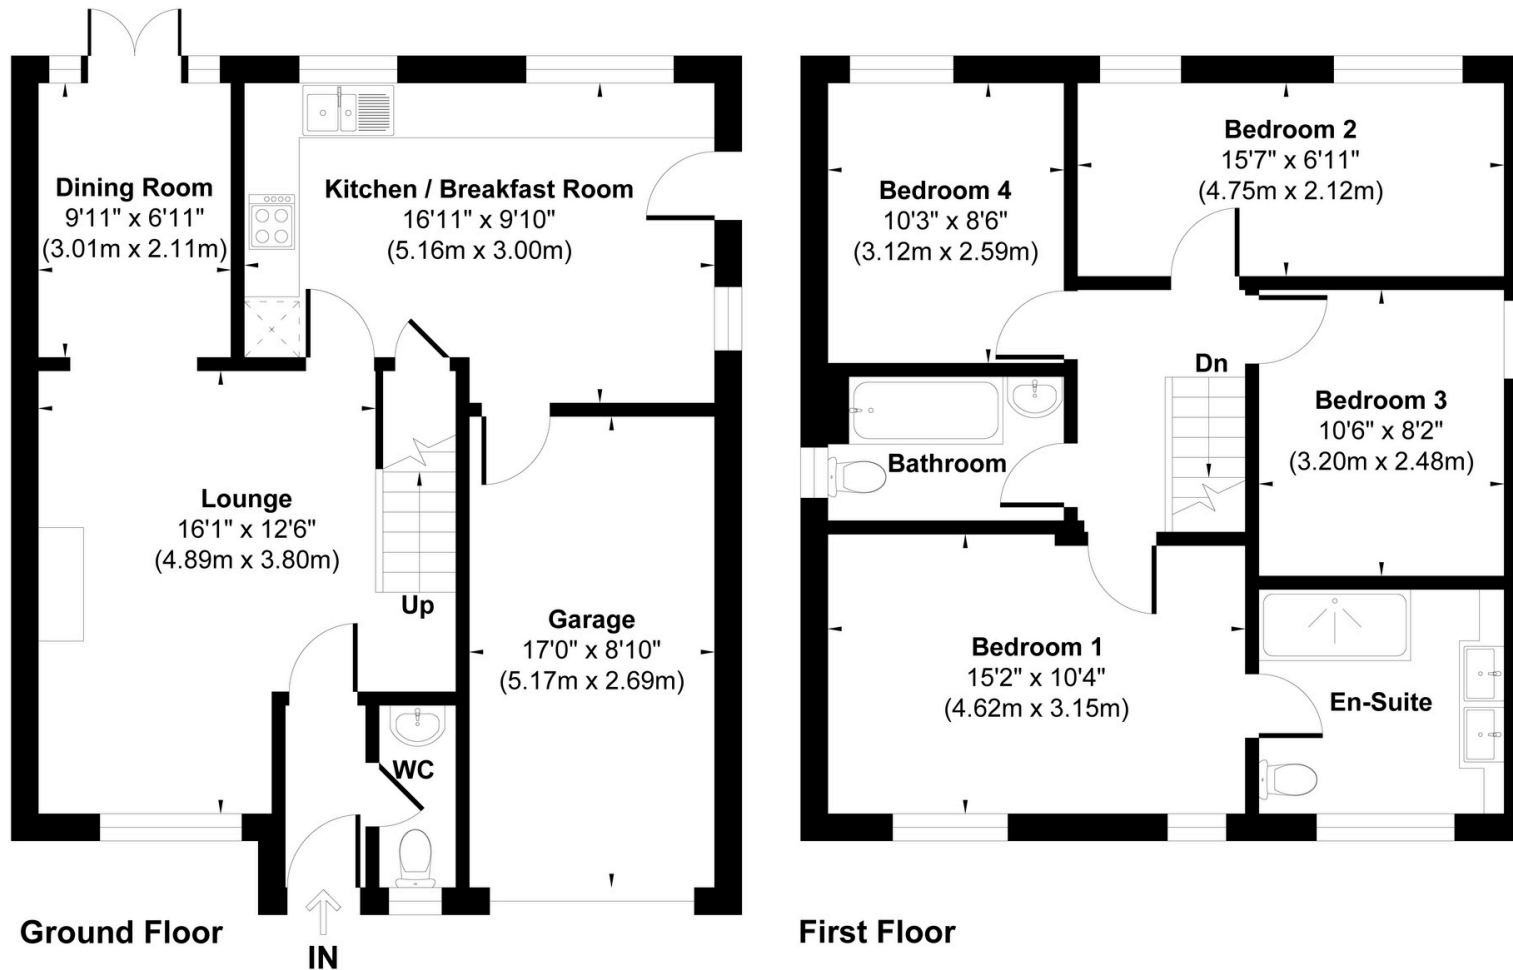 Dining Room
9'11" x 6'11"
(3.01m x 2.11m)
Kitchen / Breakfast Room
16'11" x 9'10"
(5.16m x 3.00m)
Lounge
16'1" x 12'6"
(4.89m x 3.80m)
Up
Garage
17'0" x 8'10"
(5.17m x 2.69m)
WC
Ground Floor
IN
Bedroom 4
10'3" x 8'6"
(3.12m x 2.59m)
Bedroom 2
15'7" x 6'11"
(4.75m x 2.12m)
Dn
Bedroom 3
10'6" x 8'2"
(3.20m x 2.48m)
Bathroom
Bedroom 1
15'2" x 10'4"
(4.62m x 3.15m)
En-Suite
First Floor